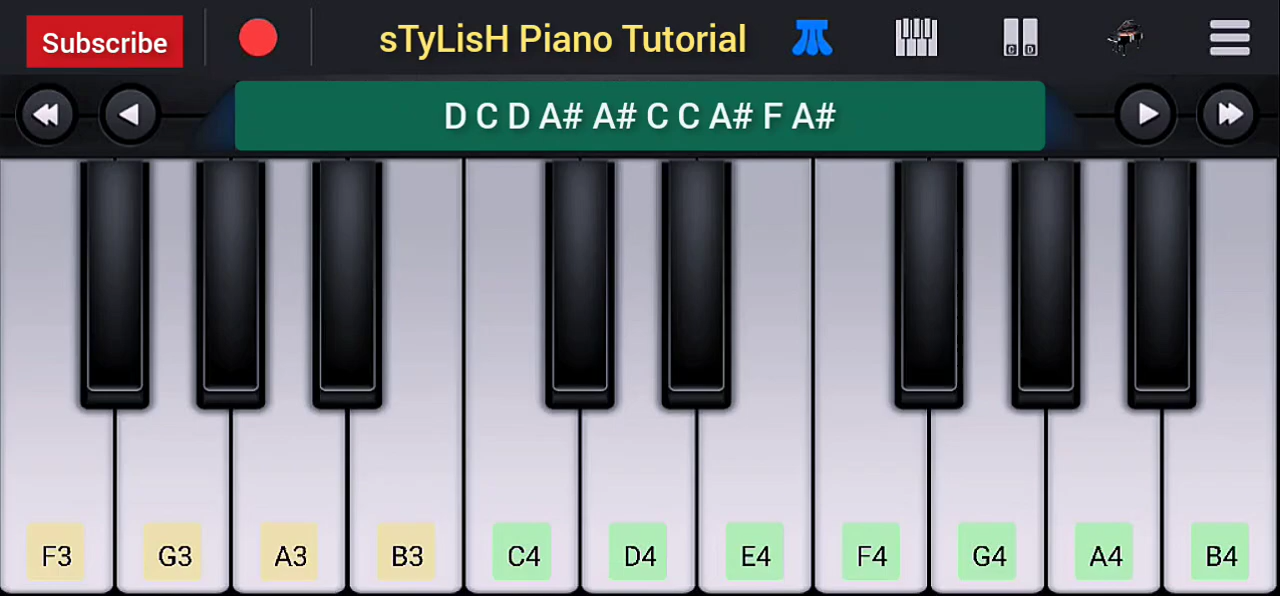 Subscribe
sTyLisH Piano Tutorial
C D
D C D A# A# C C A# F A#
F3 G3 A3 B3 C4 D4 E4 F4 G4 A4 B4